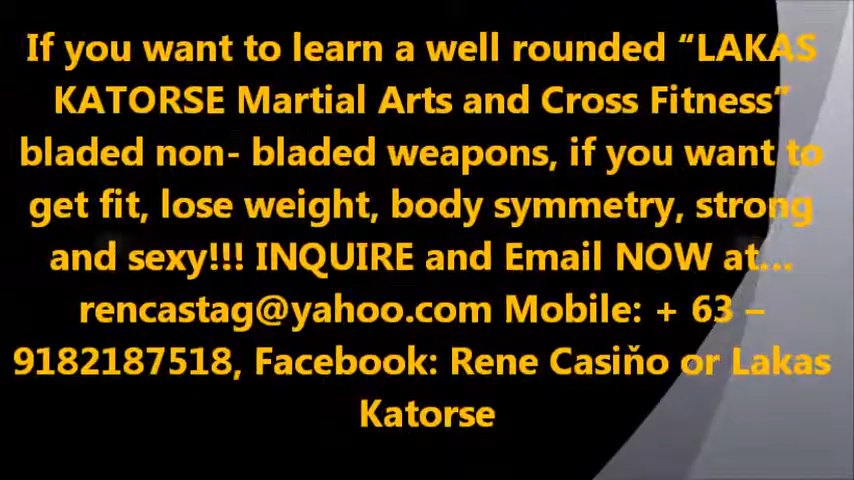 If you want to learn a well rounded “LAKAS
KATORSE Martial Arts and Cross Fitness”
bladed non- bladed weapons, if you want to
get fit, lose weight, body symmetry, strong
and sexy!!! INQUIRE and Email NOW at...
rencastag@yahoo.com Mobile: + 63 –
9182187518, Facebook: Rene Casiňo or Lakas
Katorse